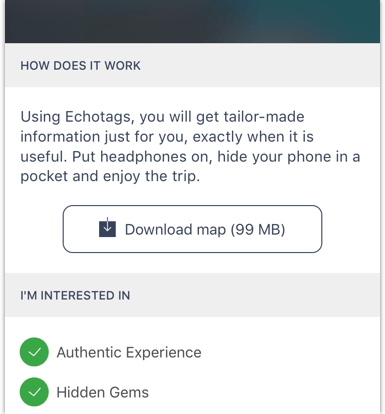 HOW DOES IT WORK
Using Echotags, you will get tailor-made
information just for you, exactly when it is
useful. Put headphones on, hide your phone in a
pocket and enjoy the trip.
Download map (99 MB)
I'M INTERESTED IN
Authentic Experience
Hidden Gems